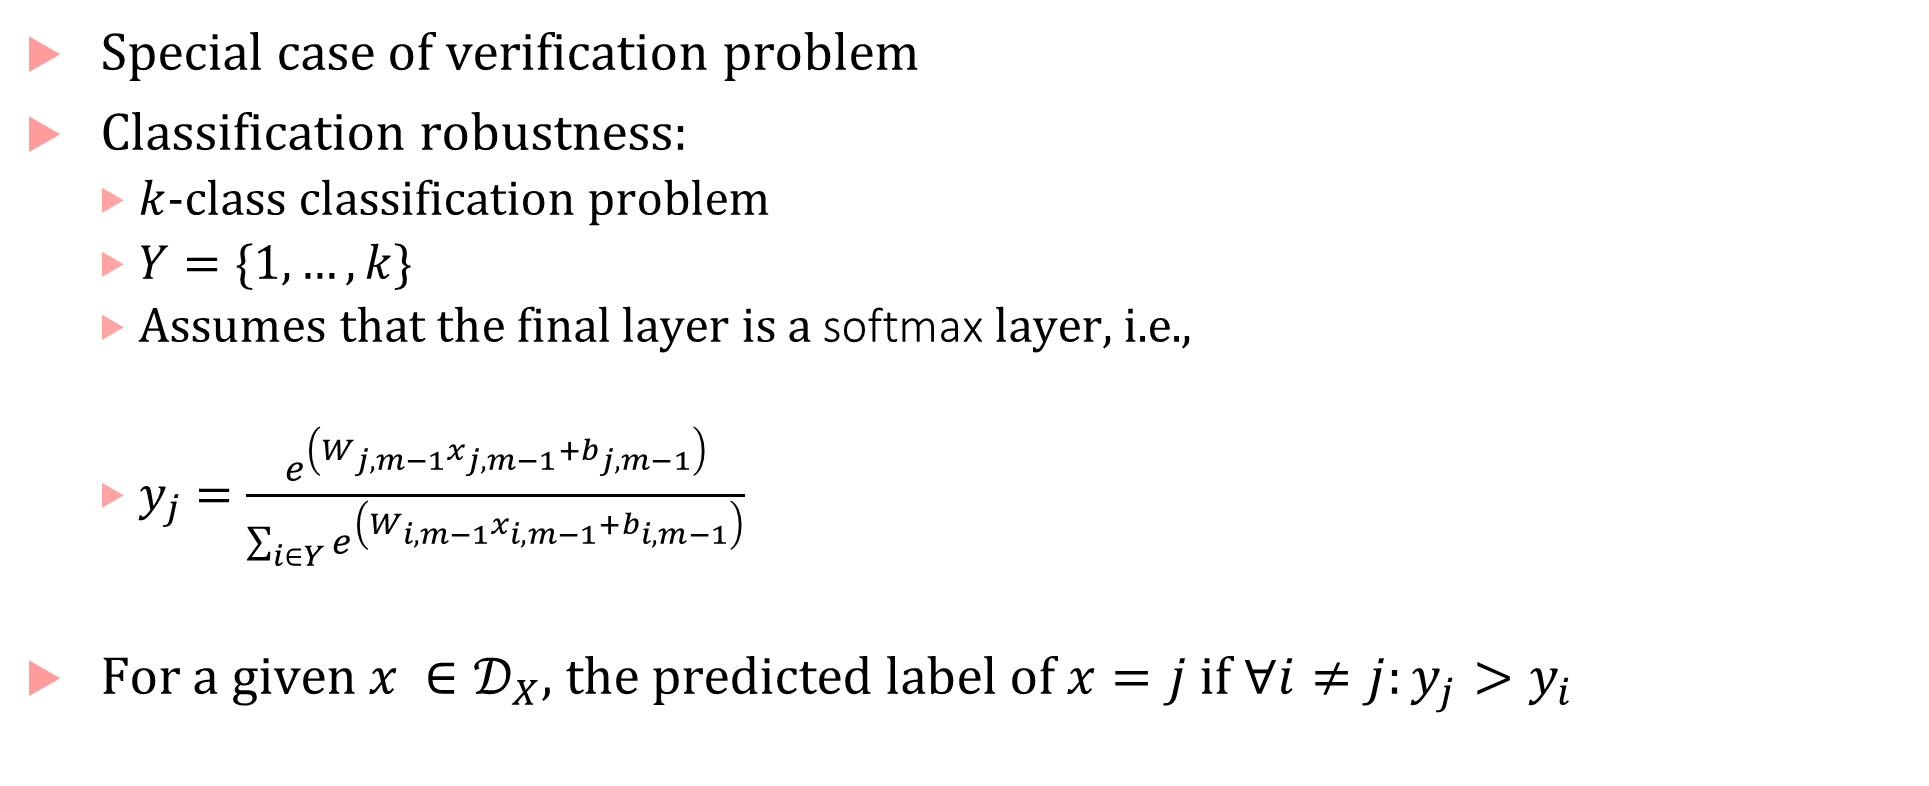 Special case of verification problem
Classification robustness:
k-class classification problem
Y = {1, … , k}
Assumes that the final layer is a softmax layer, i.e.,
y_j = e^(W_{j,m−1}x_{j,m−1}+b_{j,m−1}) / ∑_{i∈Y} e^(W_{i,m−1}x_{i,m−1}+b_{i,m−1})
For a given x ∈ 𝒟_X, the predicted label of x = j if ∀i ≠ j: y_j > y_i